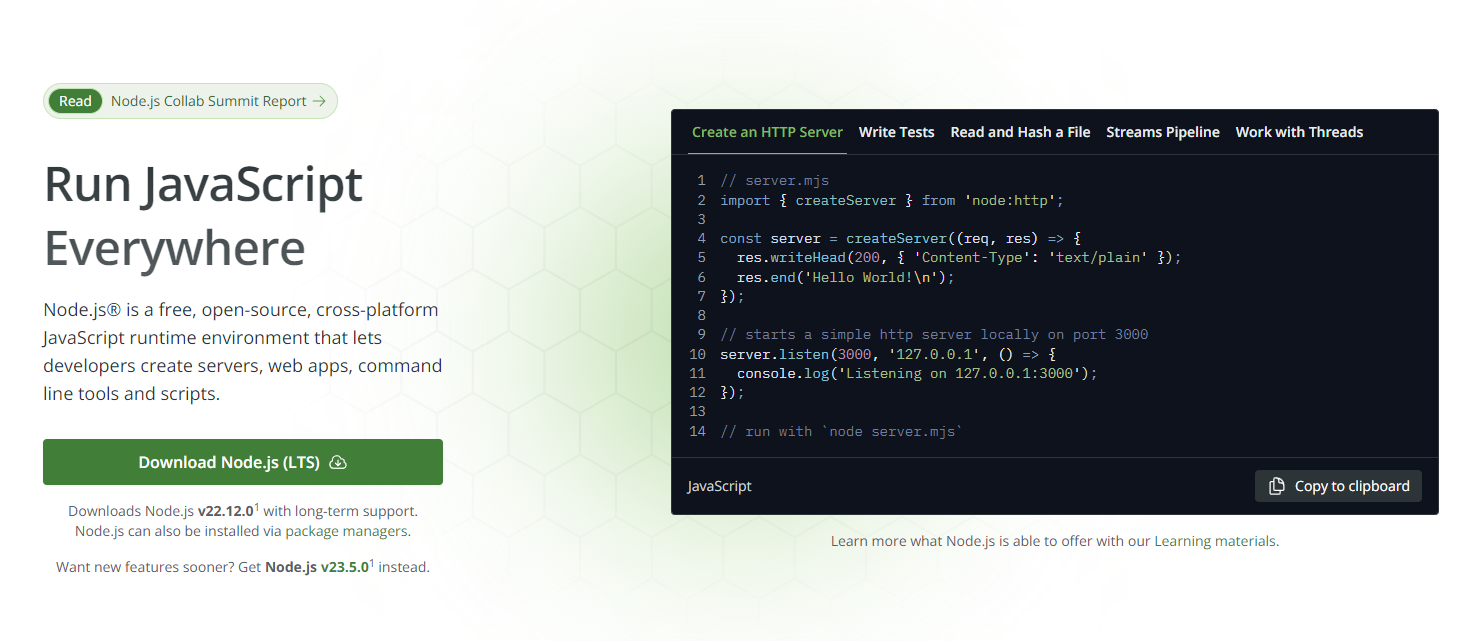 Read Node.js Collab Summit Report →
Run JavaScript
Everywhere
Node.js® is a free, open-source, cross-platform
JavaScript runtime environment that lets
developers create servers, web apps, command
line tools and scripts.
Download Node.js (LTS)
Downloads Node.js v22.12.0¹ with long-term support.
Node.js can also be installed via package managers.
Want new features sooner? Get Node.js v23.5.0¹ instead.
Create an HTTP Server Write Tests Read and Hash a File Streams Pipeline Work with Threads
1 // server.mjs
2 import { createServer } from 'node:http';
3
4 const server = createServer((req, res) => {
5   res.writeHead(200, { 'Content-Type': 'text/plain' });
6   res.end('Hello World!\n');
7 });
8
9 // starts a simple http server locally on port 3000
10 server.listen(3000, '127.0.0.1', () => {
11   console.log('Listening on 127.0.0.1:3000');
12 });
13
14 // run with `node server.mjs`
JavaScript Copy to clipboard
Learn more what Node.js is able to offer with our Learning materials.